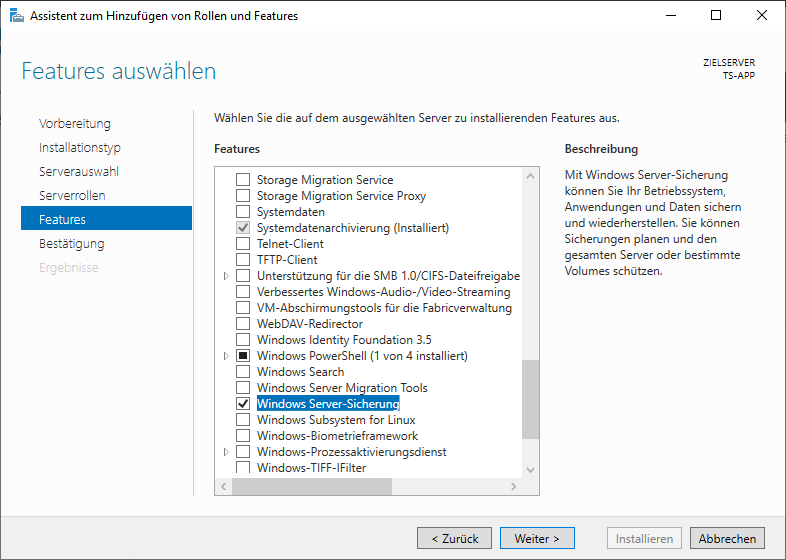 Assistent zum Hinzufügen von Rollen und Features
Features auswählen
ZIELSERVER
TS-APP
Vorbereitung
Installationstyp
Serverauswahl
Serverrollen
Features
Bestätigung
Ergebnisse
Wählen Sie die auf dem ausgewählten Server zu installierenden Features aus.
Features
Storage Migration Service
Storage Migration Service Proxy
Systemdaten
Systemdatenarchivierung (Installiert)
Telnet-Client
TFTP-Client
Unterstützung für die SMB 1.0/CIFS-Dateifreigabe
Verbessertes Windows-Audio-/Video-Streaming
VM-Abschirmungstools für die Fabricverwaltung
WebDAV-Redirector
Windows Identity Foundation 3.5
Windows PowerShell (1 von 4 installiert)
Windows Search
Windows Server Migration Tools
Windows Server-Sicherung
Windows Subsystem for Linux
Windows-Biometrieframework
Windows-Prozessaktivierungsdienst
Windows-TIFF-IFilter
Beschreibung
Mit Windows Server-Sicherung
können Sie Ihr Betriebssystem,
Anwendungen und Daten sichern
und wiederherstellen. Sie können
Sicherungen planen und den
gesamten Server oder bestimmte
Volumes schützen.
< Zurück
Weiter >
Installieren
Abbrechen